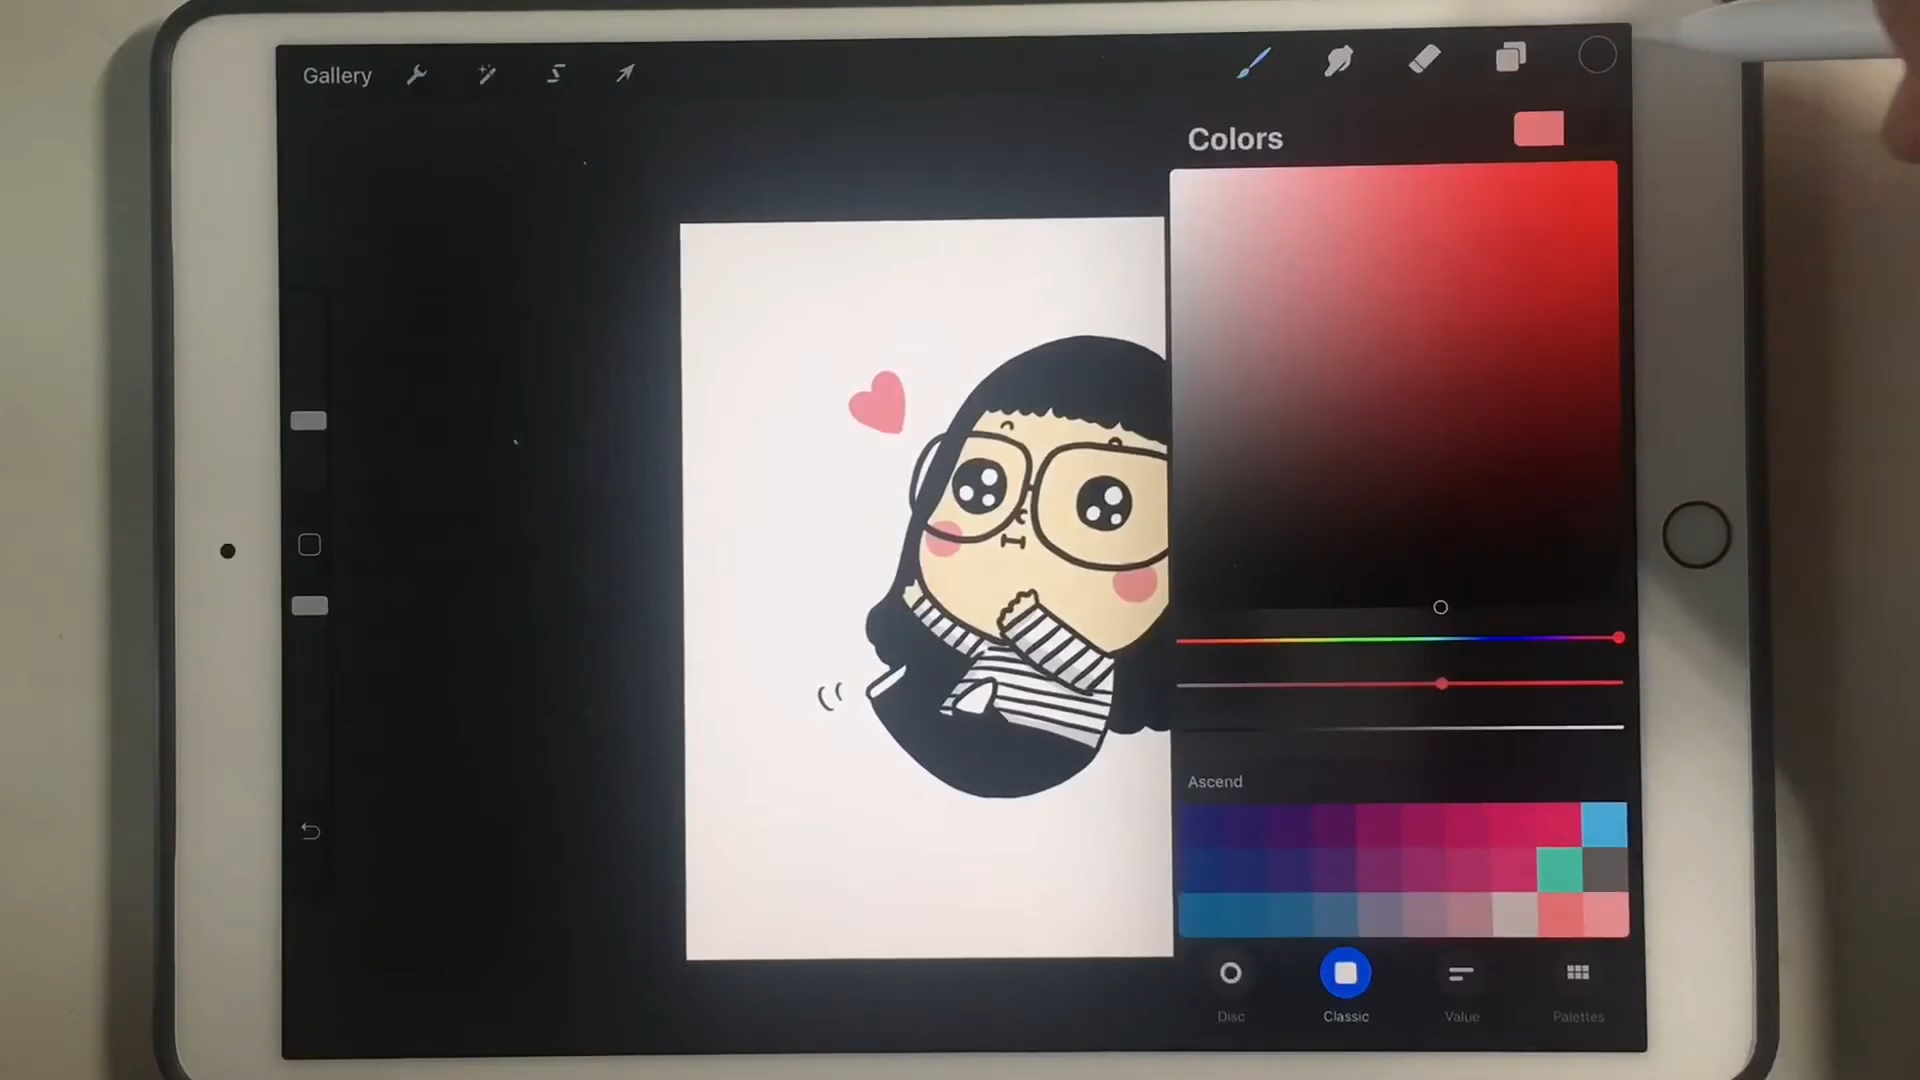 Gallery
Colors
Ascend
Disc
Classic
Value
Palettes